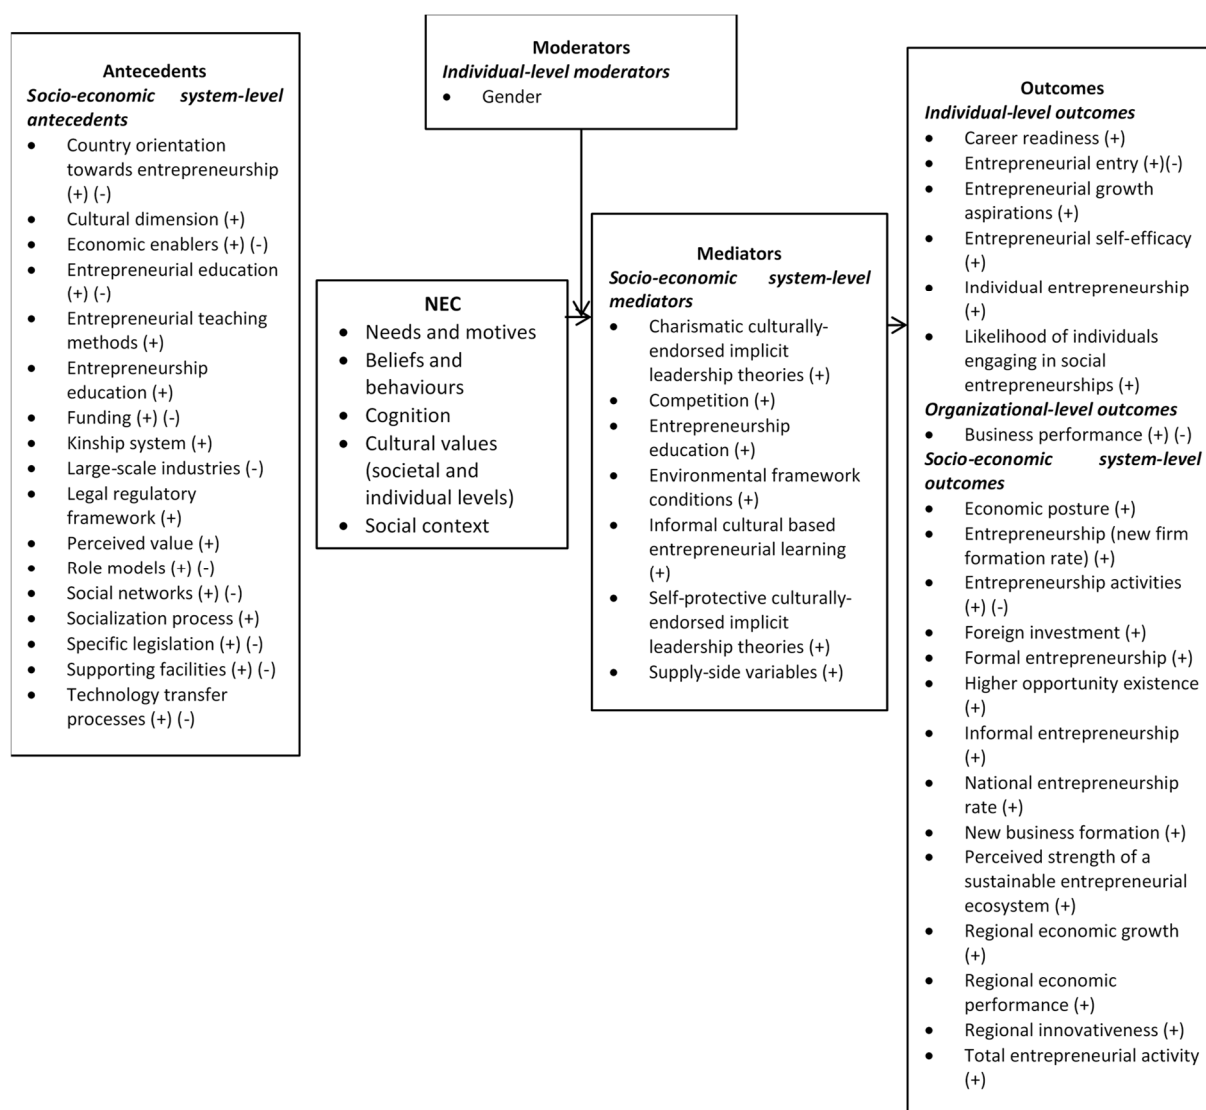 Antecedents
Socio-economic system-level
antecedents
• Country orientation
towards entrepreneurship
(+) (-)
• Cultural dimension (+)
• Economic enablers (+) (-)
• Entrepreneurial education
(+) (-)
• Entrepreneurial teaching
methods (+)
• Entrepreneurship
education (+)
• Funding (+) (-)
• Kinship system (+)
• Large-scale industries (-)
• Legal regulatory
framework (+)
• Perceived value (+)
• Role models (+) (-)
• Social networks (+) (-)
• Socialization process (+)
• Specific legislation (+) (-)
• Supporting facilities (+) (-)
• Technology transfer
processes (+) (-)
Moderators
Individual-level moderators
• Gender
NEC
• Needs and motives
• Beliefs and
behaviours
• Cognition
• Cultural values
(societal and
individual levels)
• Social context
Mediators
Socio-economic system-level
mediators
• Charismatic culturally-
endorsed implicit
leadership theories (+)
• Competition (+)
• Entrepreneurship
education (+)
• Environmental framework
conditions (+)
• Informal cultural based
entrepreneurial learning
(+)
• Self-protective culturally-
endorsed implicit
leadership theories (+)
• Supply-side variables (+)
Outcomes
Individual-level outcomes
• Career readiness (+)
• Entrepreneurial entry (+)(-)
• Entrepreneurial growth
aspirations (+)
• Entrepreneurial self-efficacy
(+)
• Individual entrepreneurship
(+)
• Likelihood of individuals
engaging in social
entrepreneurships (+)
Organizational-level outcomes
• Business performance (+) (-)
Socio-economic system-level
outcomes
• Economic posture (+)
• Entrepreneurship (new firm
formation rate) (+)
• Entrepreneurship activities
(+) (-)
• Foreign investment (+)
• Formal entrepreneurship (+)
• Higher opportunity existence
(+)
• Informal entrepreneurship
(+)
• National entrepreneurship
rate (+)
• New business formation (+)
• Perceived strength of a
sustainable entrepreneurial
ecosystem (+)
• Regional economic growth
(+)
• Regional economic
performance (+)
• Regional innovativeness (+)
• Total entrepreneurial activity
(+)